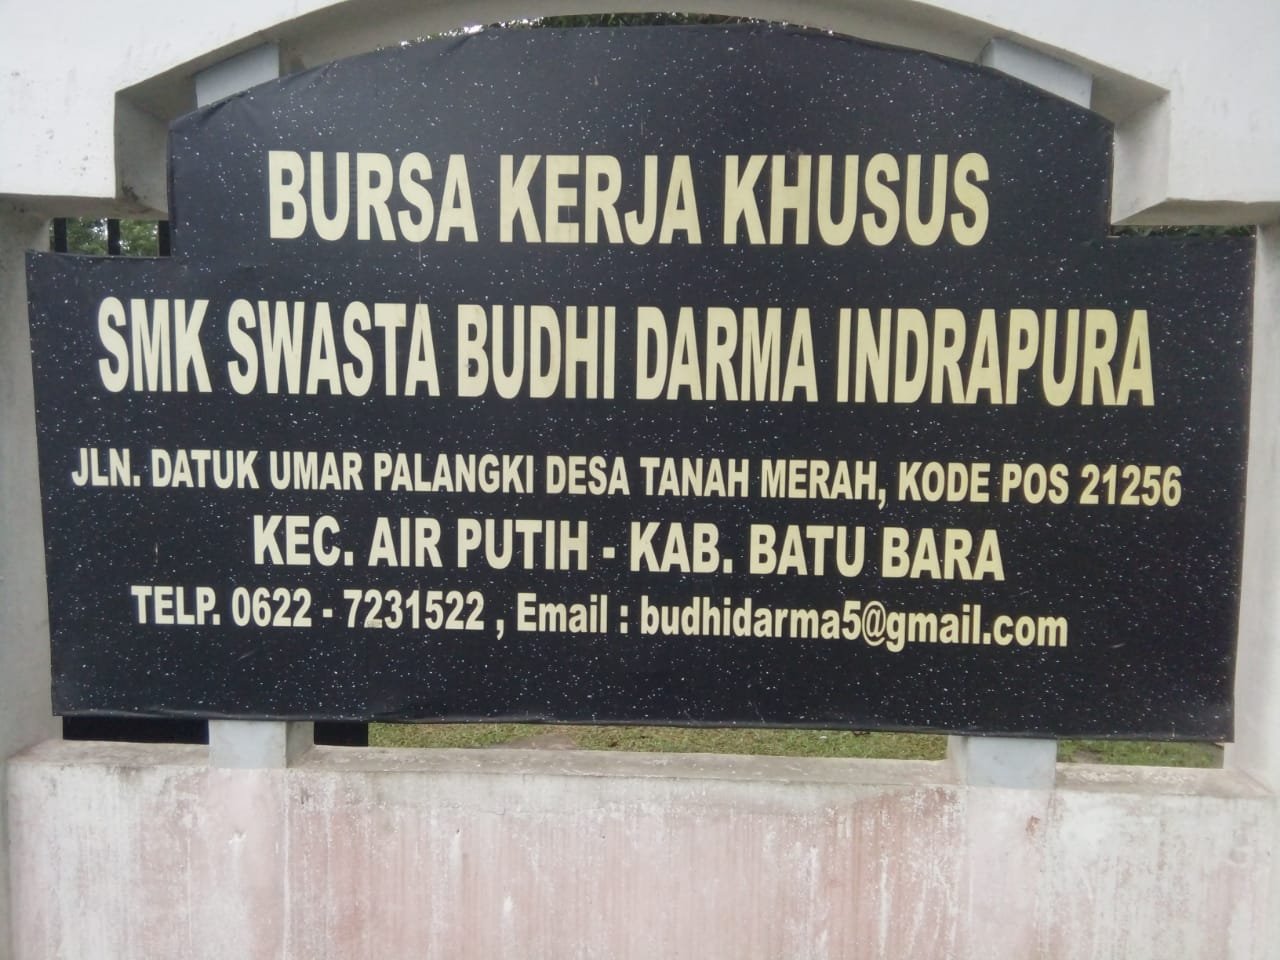 BURSA KERJA KHUSUS
SMK SWASTA BUDHI DARMA INDRAPURA
JLN. DATUK UMAR PALANGKI DESA TANAH MERAH, KODE POS 21256
KEC. AIR PUTIH - KAB. BATU BARA
TELP. 0622 - 7231522 , Email : budhidarma5@gmail.com